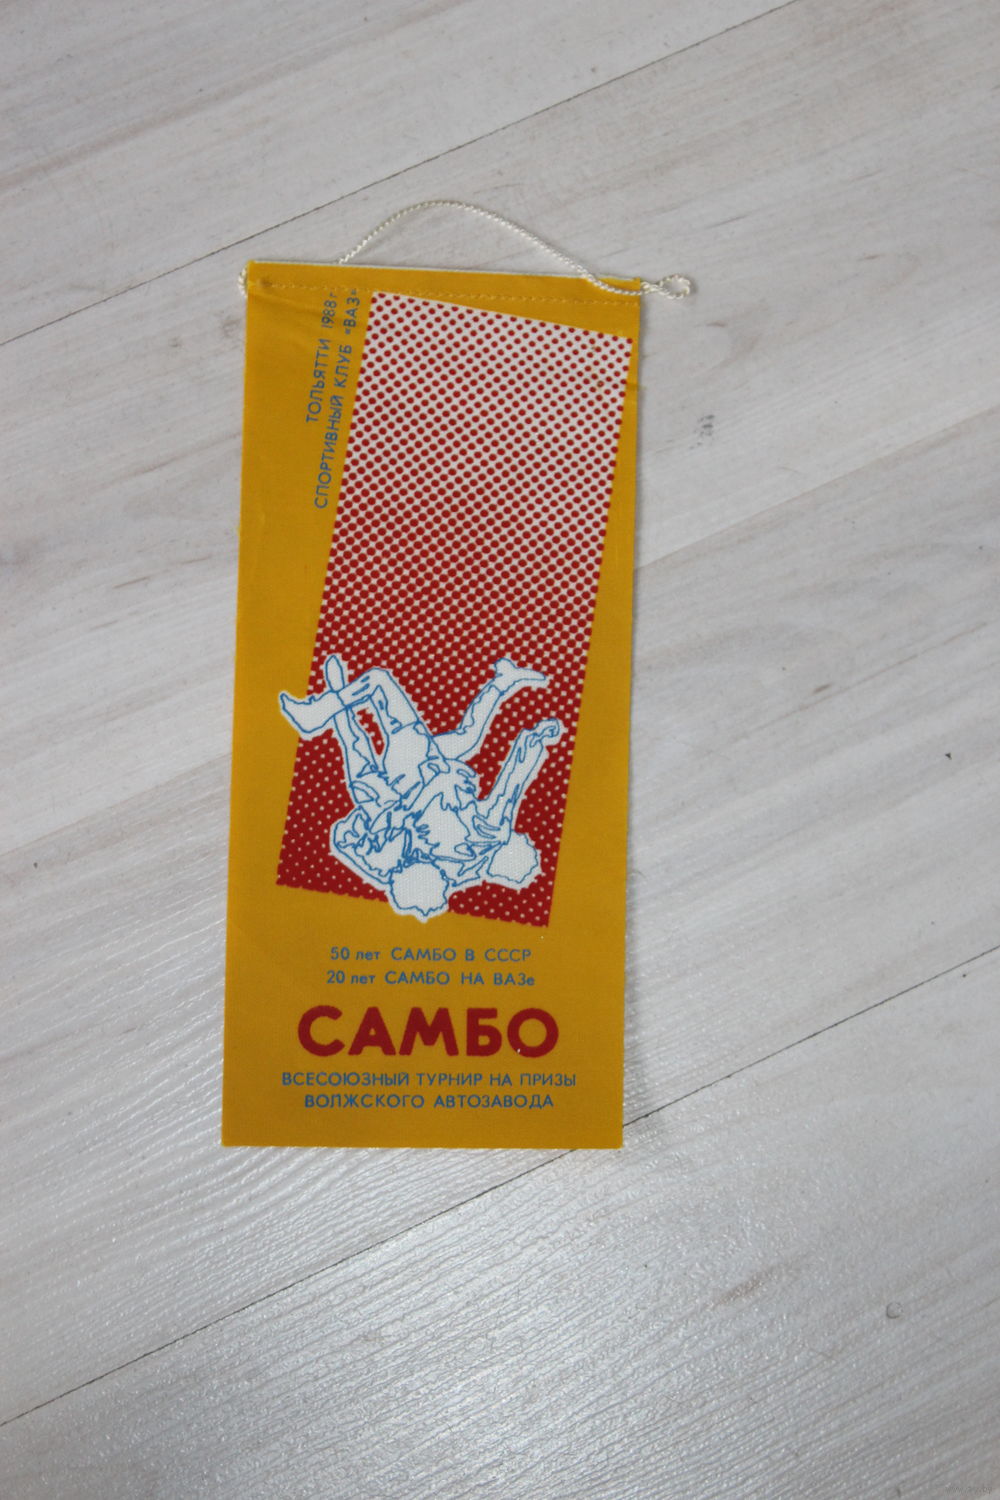 ТОЛЬЯТТИ 1988 г.
СПОРТИВНЫЙ КЛУБ "ВАЗ"
50 лет САМБО В СССР
20 лет САМБО НА ВАЗе
САМБО
ВСЕСОЮЗНЫЙ ТУРНИР НА ПРИЗЫ
ВОЛЖСКОГО АВТОЗАВОДА